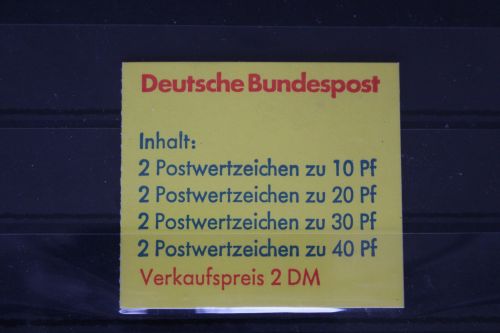 Deutsche Bundespost
Inhalt:
2 Postwertzeichen zu 10 Pf
2 Postwertzeichen zu 20 Pf
2 Postwertzeichen zu 30 Pf
2 Postwertzeichen zu 40 Pf
Verkaufspreis 2 DM